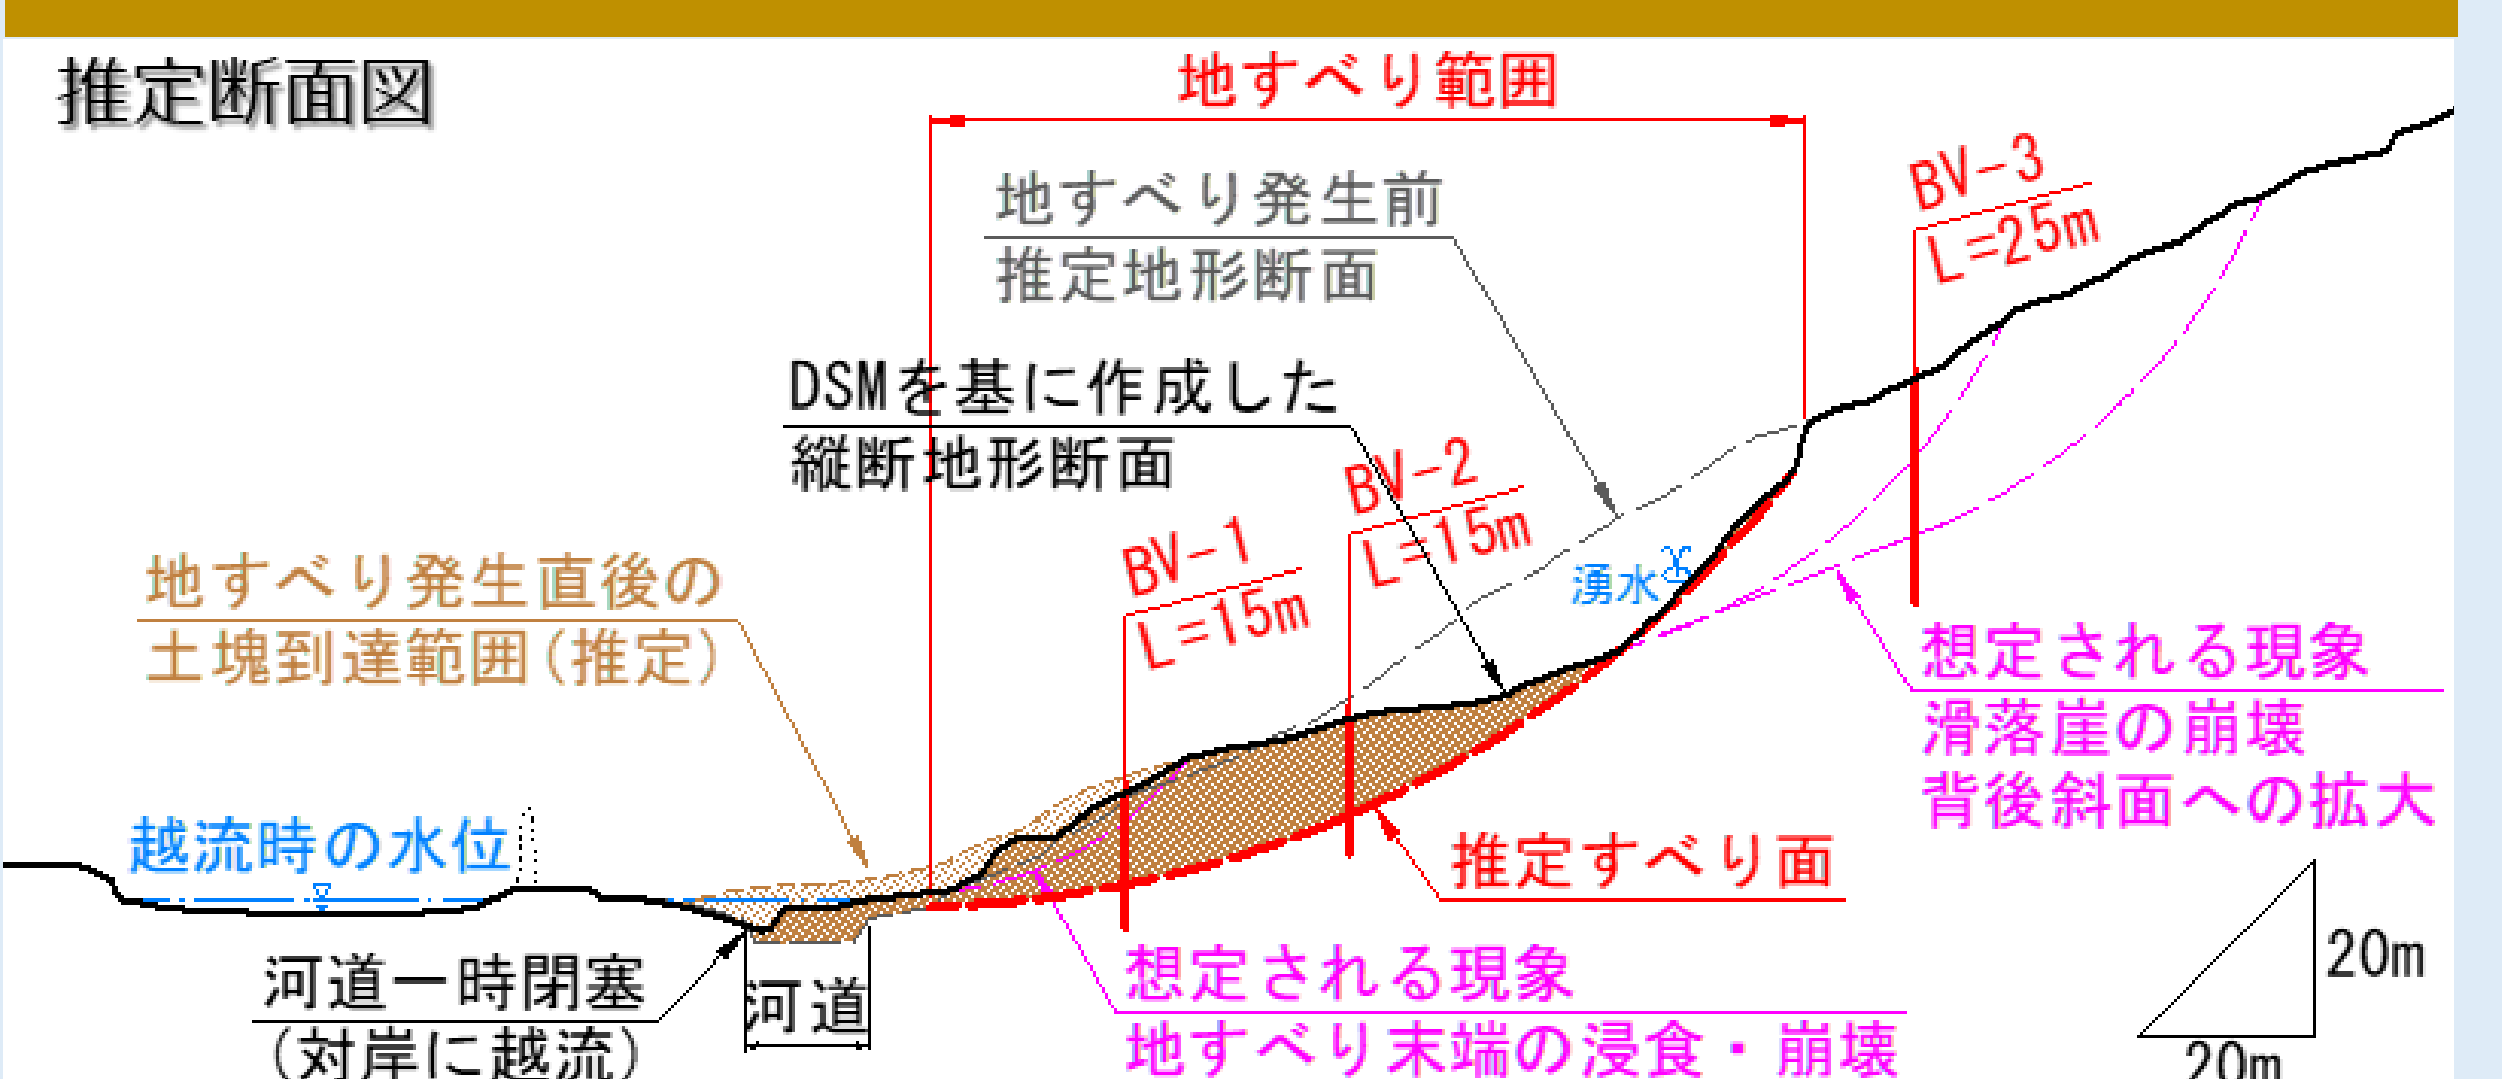 推定断面図
地すべり範囲
BV-3
L=25m
地すべり発生前
推定地形断面
DSMを基に作成した
縦断地形断面
BV-2
L=15m
BV-1
L=15m
湧水
地すべり発生直後の
土塊到達範囲(推定)
想定される現象
滑落崖の崩壊
背後斜面への拡大
越流時の水位
推定すべり面
河道一時閉塞
(対岸に越流)
河道
想定される現象
地すべり末端の浸食・崩壊
20m
20m